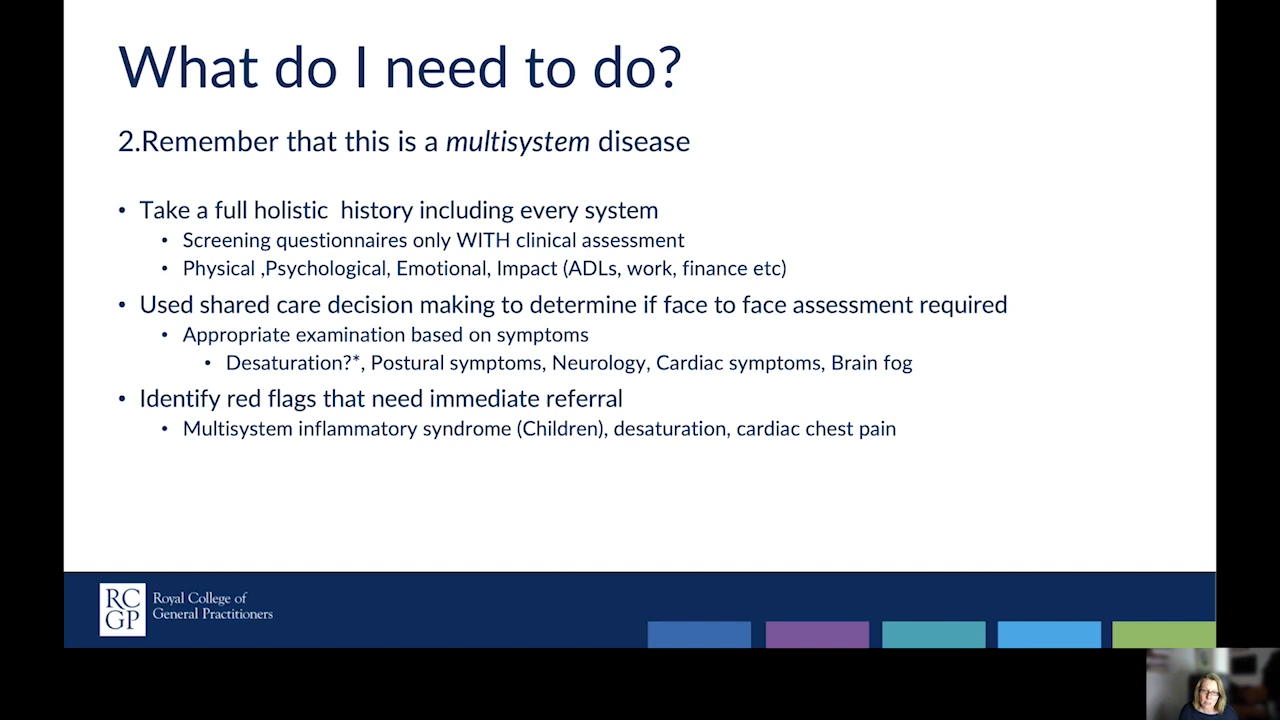 What do I need to do?
2.Remember that this is a multisystem disease
• Take a full holistic  history including every system
• Screening questionnaires only WITH clinical assessment
• Physical ,Psychological, Emotional, Impact (ADLs, work, finance etc)
• Used shared care decision making to determine if face to face assessment required
• Appropriate examination based on symptoms
• Desaturation?*, Postural symptoms, Neurology, Cardiac symptoms, Brain fog
• Identify red flags that need immediate referral
• Multisystem inflammatory syndrome (Children), desaturation, cardiac chest pain
RC
GP
Royal College of
General Practitioners